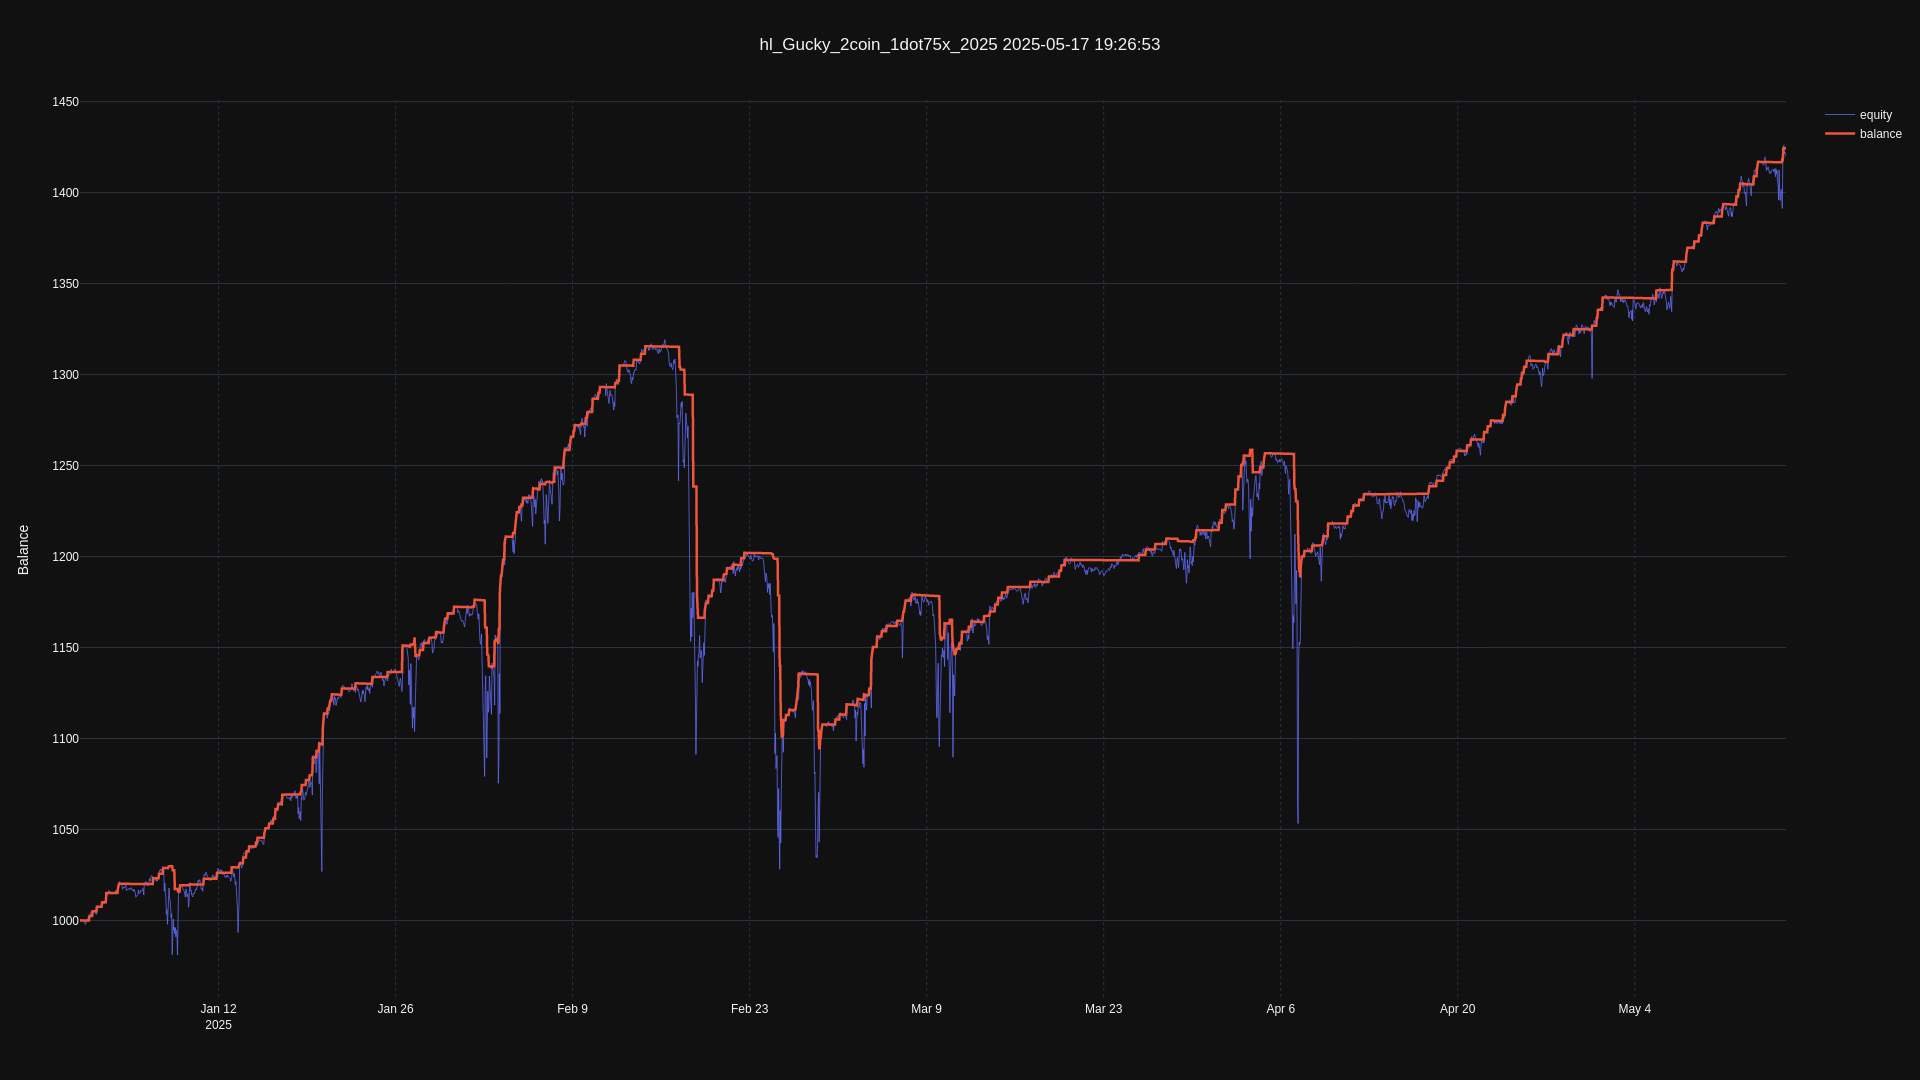 hl_Gucky_2coin_1dot75x_2025 2025-05-17 19:26:53
equity
balance
Balance
1450
1400
1350
1300
1250
1200
1150
1100
1050
1000
Jan 12
2025
Jan 26
Feb 9
Feb 23
Mar 9
Mar 23
Apr 6
Apr 20
May 4